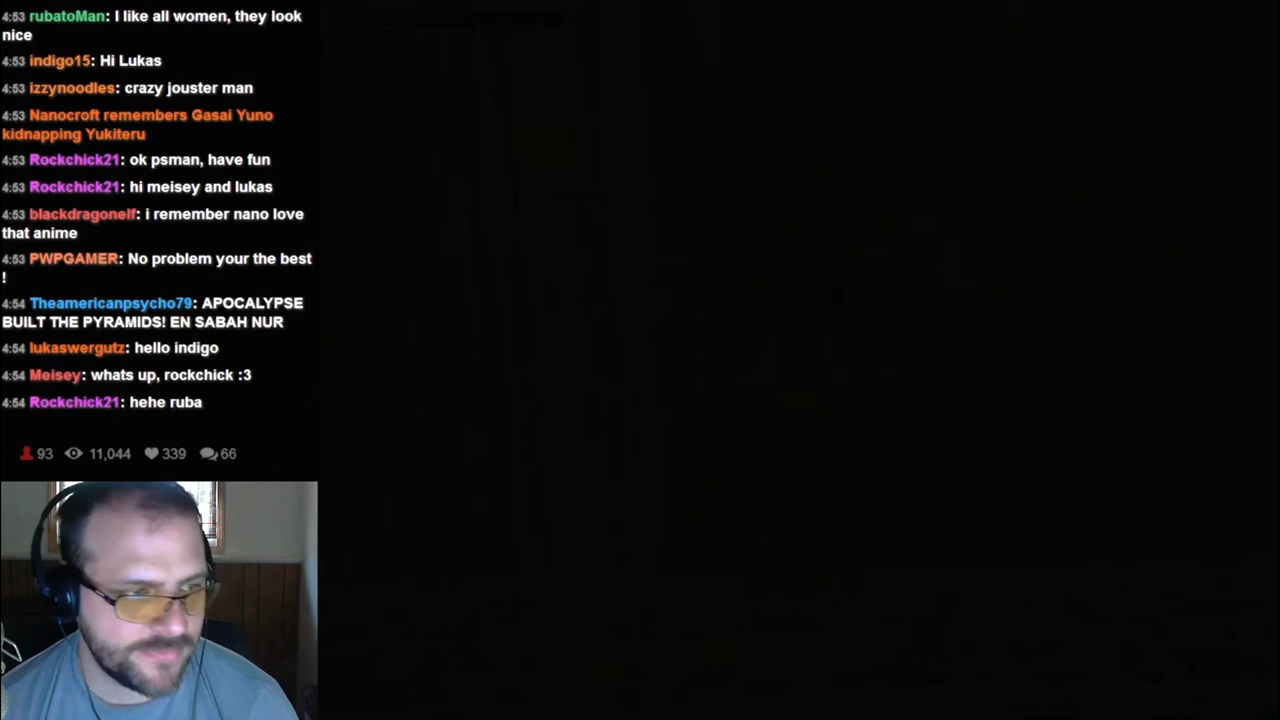 4:53 rubatoMan: I like all women, they look
nice
4:53 indigo15: Hi Lukas
4:53 izzynoodles: crazy jouster man
4:53 Nanocroft remembers Gasai Yuno
kidnapping Yukiteru
4:53 Rockchick21: ok psman, have fun
4:53 Rockchick21: hi meisey and lukas
4:53 blackdragonelf: i remember nano love
that anime
4:53 PWPGAMER: No problem your the best
!
4:54 Theamericanpsycho79: APOCALYPSE
BUILT THE PYRAMIDS! EN SABAH NUR
4:54 lukaswergutz: hello indigo
4:54 Meisey: whats up, rockchick :3
4:54 Rockchick21: hehe ruba
93 11,044 339 66